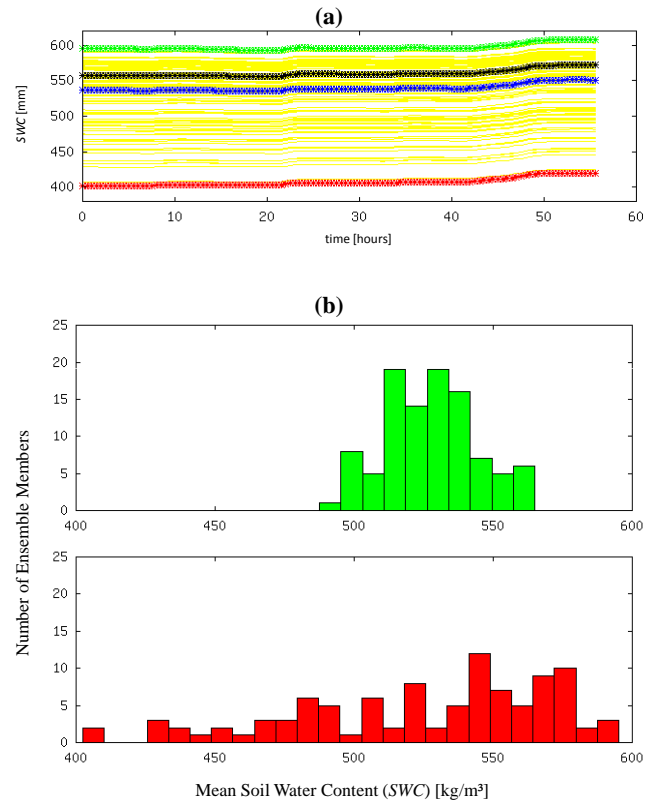 (a)
600
550
500
450
400
SWC [mm]
0 10 20 30 40 50 60
time [hours]
(b)
25
20
15
10
5
0
400 450 500 550 600
25
20
15
10
5
0
400 450 500 550 600
Number of Ensemble Members
Mean Soil Water Content (SWC) [kg/m³]